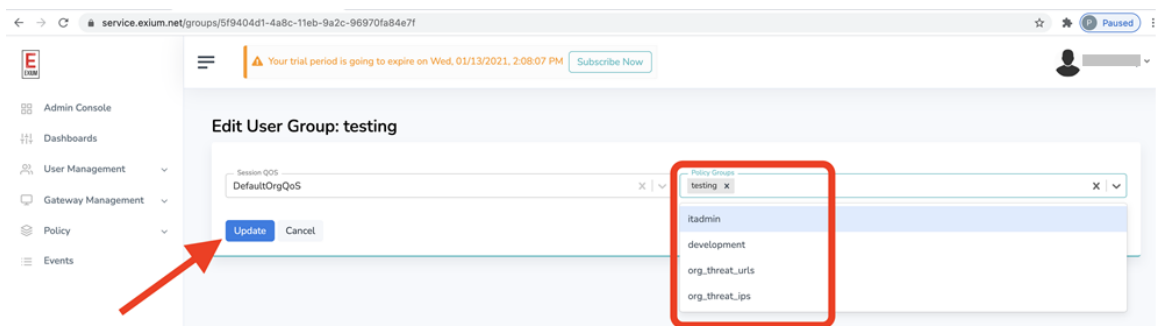 service.exium.net/groups/5f9404d1-4a8c-11eb-9a2c-96970fa84e7f
P Paused
E
EXIUM
Your trial period is going to expire on Wed, 01/13/2021, 2:08:07 PM Subscribe Now
Admin Console
Dashboards
User Management
Gateway Management
Policy
Events
Edit User Group: testing
Session QOS
DefaultOrgQoS
Policy Groups
testing x
Update Cancel
itadmin
development
org_threat_urls
org_threat_ips